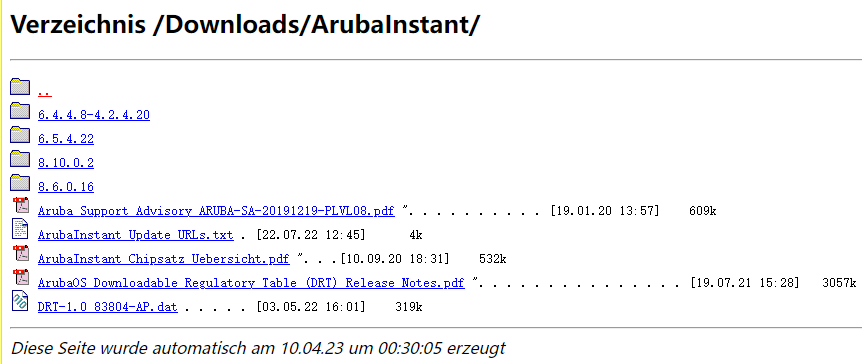 Verzeichnis /Downloads/ArubaInstant/
..
6.4.4.8-4.2.4.20
6.5.4.22
8.10.0.2
8.6.0.16
Aruba Support Advisory ARUBA-SA-20191219-PLVL08.pdf ". . . . . . . . . . . [19.01.20 13:57] 609k
ArubaInstant Update URLs.txt . [22.07.22 12:45] 4k
ArubaInstant Chipsatz Uebersicht.pdf ". . .[10.09.20 18:31] 532k
ArubaOS Downloadable Regulatory Table (DRT) Release Notes.pdf ". . . . . . . . . . . . . . . . [19.07.21 15:28] 3057k
DRT-1.0 83804-AP.dat . . . . . [03.05.22 16:01] 319k
Diese Seite wurde automatisch am 10.04.23 um 00:30:05 erzeugt